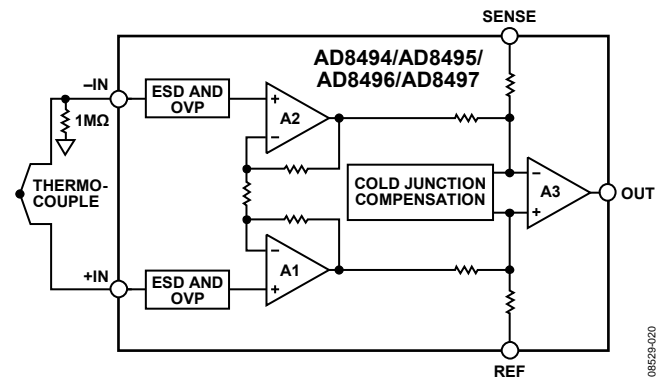 SENSE
AD8494/AD8495/
AD8496/AD8497
–IN
ESD AND
OVP
+
A2
–
1MΩ
THERMO-
COUPLE
COLD JUNCTION
COMPENSATION
–
A3
+
OUT
–
A1
+
+IN
ESD AND
OVP
REF
08529-020